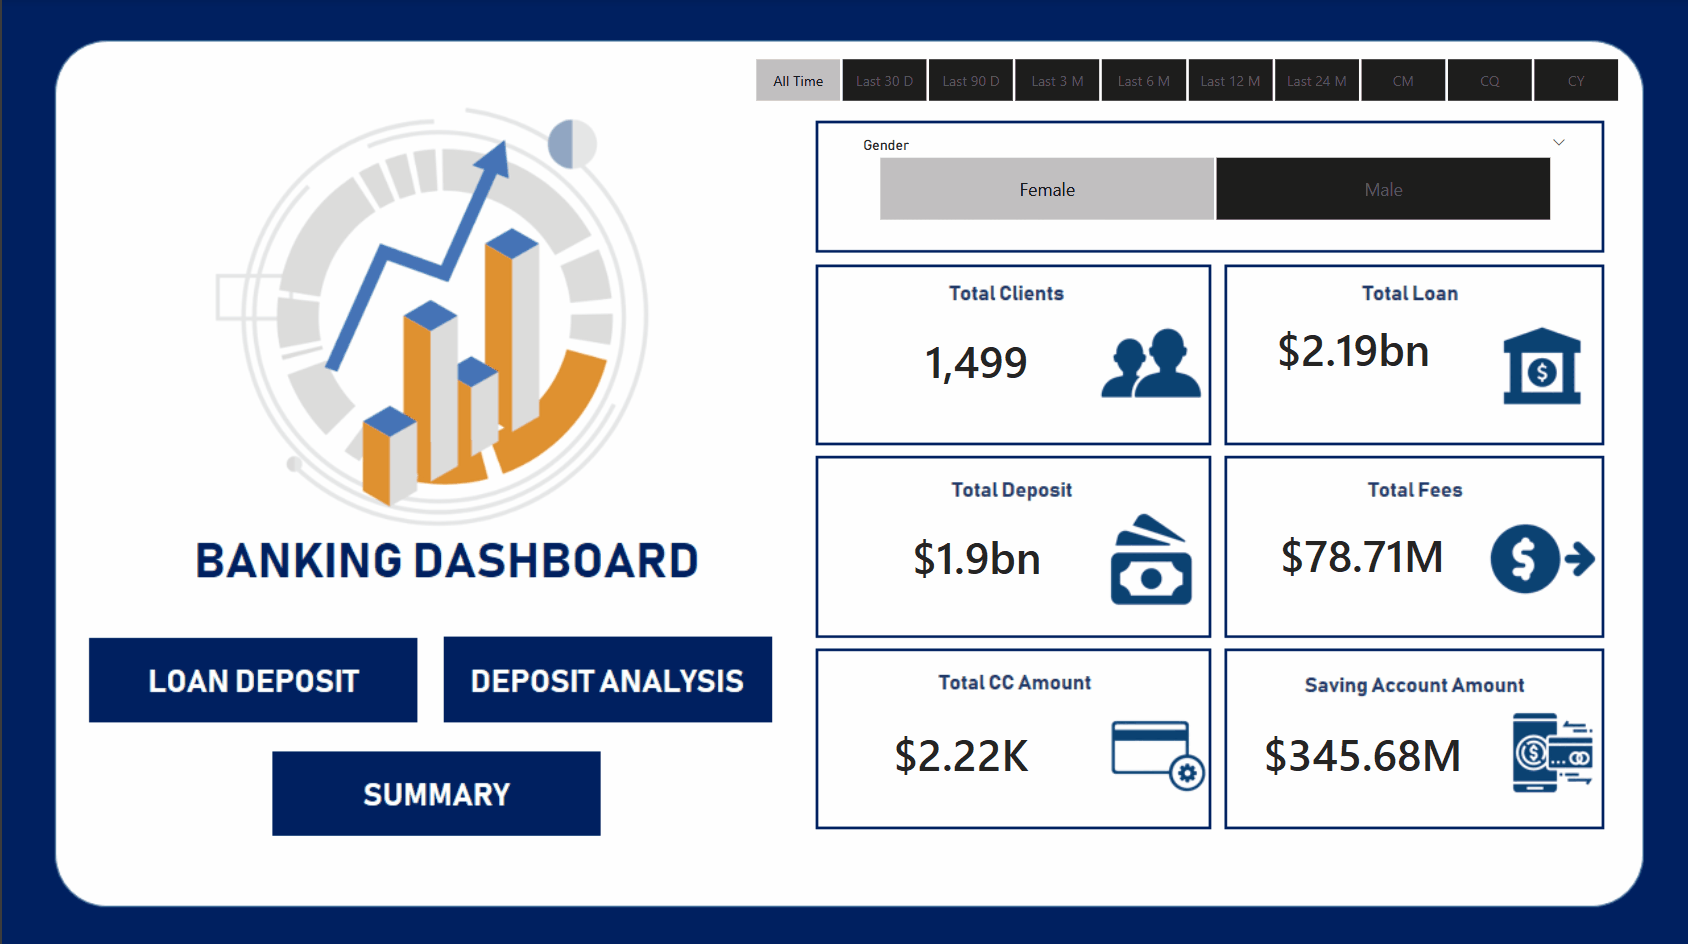 All Time Last 30 D Last 90 D Last 3 M Last 6 M Last 12 M Last 24 M CM CQ CY
Gender
Female Male
Total Clients
1,499
Total Loan
$2.19bn
$
Total Deposit
$1.9bn
Total Fees
$78.71M
$
Total CC Amount
$2.22K
Saving Account Amount
$345.68M
$
BANKING DASHBOARD
LOAN DEPOSIT
DEPOSIT ANALYSIS
SUMMARY